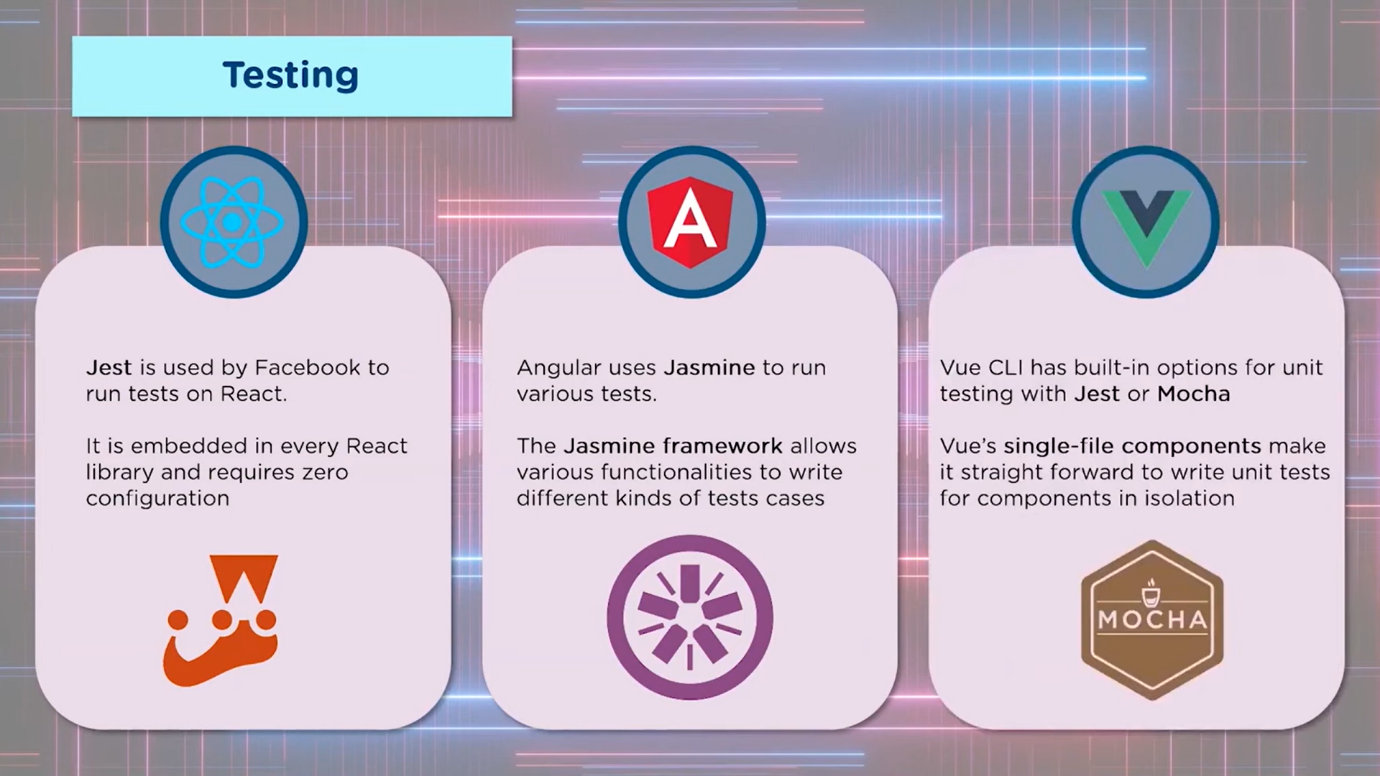 Testing
A
Jest is used by Facebook to
run tests on React.
It is embedded in every React
library and requires zero
configuration
Angular uses Jasmine to run
various tests.
The Jasmine framework allows
various functionalities to write
different kinds of tests cases
Vue CLI has built-in options for unit
testing with Jest or Mocha
Vue’s single-file components make
it straight forward to write unit tests
for components in isolation
MOCHA